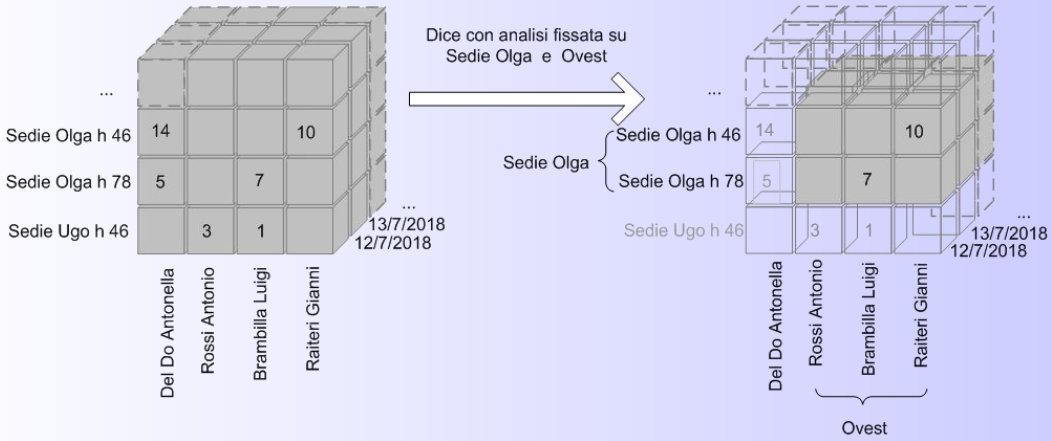 Dice con analisi fissata su
Sedie Olga e Ovest
...
Sedie Olga h 46
14
10
Sedie Olga h 78
5
7
Sedie Ugo h 46
3
1
...
13/7/2018
12/7/2018
Del Do Antonella
Rossi Antonio
Brambilla Luigi
Raiteri Gianni
...
Sedie Olga
Sedie Olga h 46
14
10
Sedie Olga h 78
5
7
Sedie Ugo h 46
3
1
...
13/7/2018
12/7/2018
Del Do Antonella
Rossi Antonio
Brambilla Luigi
Raiteri Gianni
Ovest